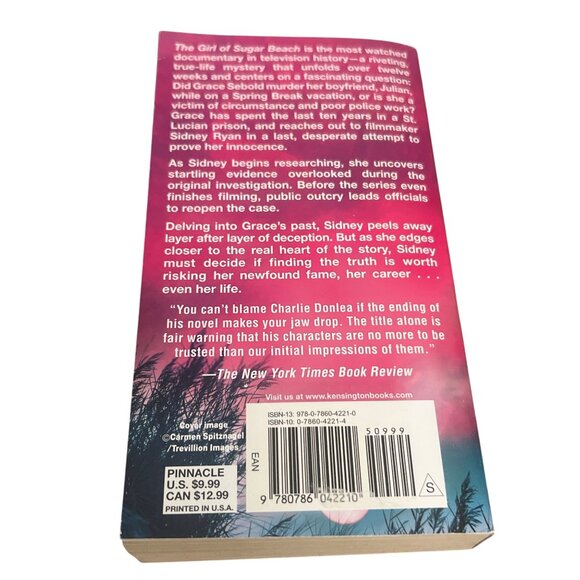 The Girl of Sugar Beach is the most watched
documentary in television history—a riveting,
true-life mystery that unfolds over twelve
weeks and centers on a fascinating question:
Did Grace Sebold murder her boyfriend, Julian,
while on a Spring Break vacation, or is she a
victim of circumstance and poor police work?
Grace has spent the last ten years in a St.
Lucian prison, and reaches out to filmmaker
Sidney Ryan in a last, desperate attempt to
prove her innocence.
As Sidney begins researching, she uncovers
startling evidence overlooked during the
original investigation. Before the series even
finishes filming, public outcry leads officials
to reopen the case.
Delving into Grace's past, Sidney peels away
layer after layer of deception. But as she edges
closer to the real heart of the story, Sidney
must decide if finding the truth is worth
risking her newfound fame, her career . . .
even her life.
"You can't blame Charlie Donlea if the ending of
his novel makes your jaw drop. The title alone is
fair warning that his characters are no more to be
trusted than our initial impressions of them."
—The New York Times Book Review
Visit us at www.kensingtonbooks.com
Cover image
©Carmen Spitznagel
/Trevillion Images
PINNACLE
U.S. $9.99
CAN $12.99
PRINTED IN U.S.A.
ISBN-13: 978-0-7860-4221-0
ISBN-10: 0-7860-4221-4
50999
EAN
9 780786 042210
S